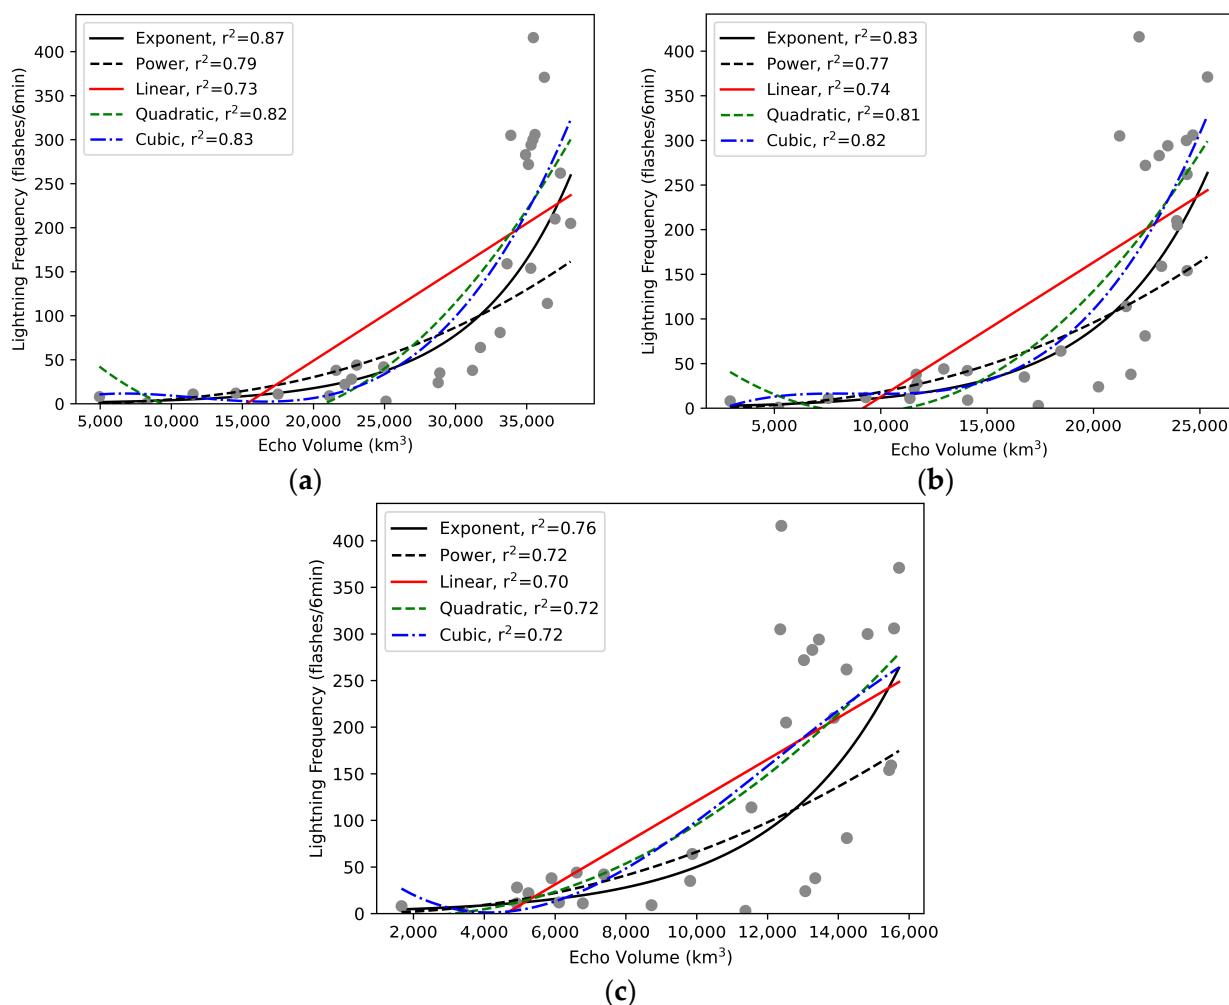 Exponent, r²=0.87
Power, r²=0.79
Linear, r²=0.73
Quadratic, r²=0.82
Cubic, r²=0.83
400
350
300
250
200
150
100
50
0
Lightning Frequency (flashes/6min)
5,000 10,000 15,000 20,000 25,000 30,000 35,000
Echo Volume (km³)
(a)
Exponent, r²=0.83
Power, r²=0.77
Linear, r²=0.74
Quadratic, r²=0.81
Cubic, r²=0.82
400
350
300
250
200
150
100
50
0
Lightning Frequency (flashes/6min)
5,000 10,000 15,000 20,000 25,000
Echo Volume (km³)
(b)
Exponent, r²=0.76
Power, r²=0.72
Linear, r²=0.70
Quadratic, r²=0.72
Cubic, r²=0.72
400
350
300
250
200
150
100
50
0
Lightning Frequency (flashes/6min)
2,000 4,000 6,000 8,000 10,000 12,000 14,000 16,000
Echo Volume (km³)
(c)